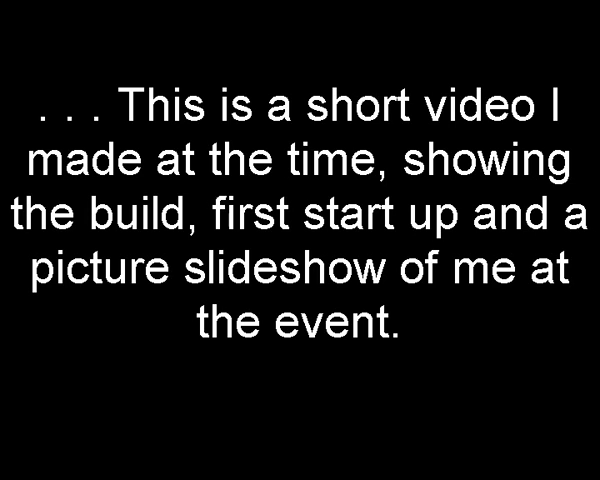 . . . This is a short video I
made at the time, showing
the build, first start up and a
picture slideshow of me at
the event.